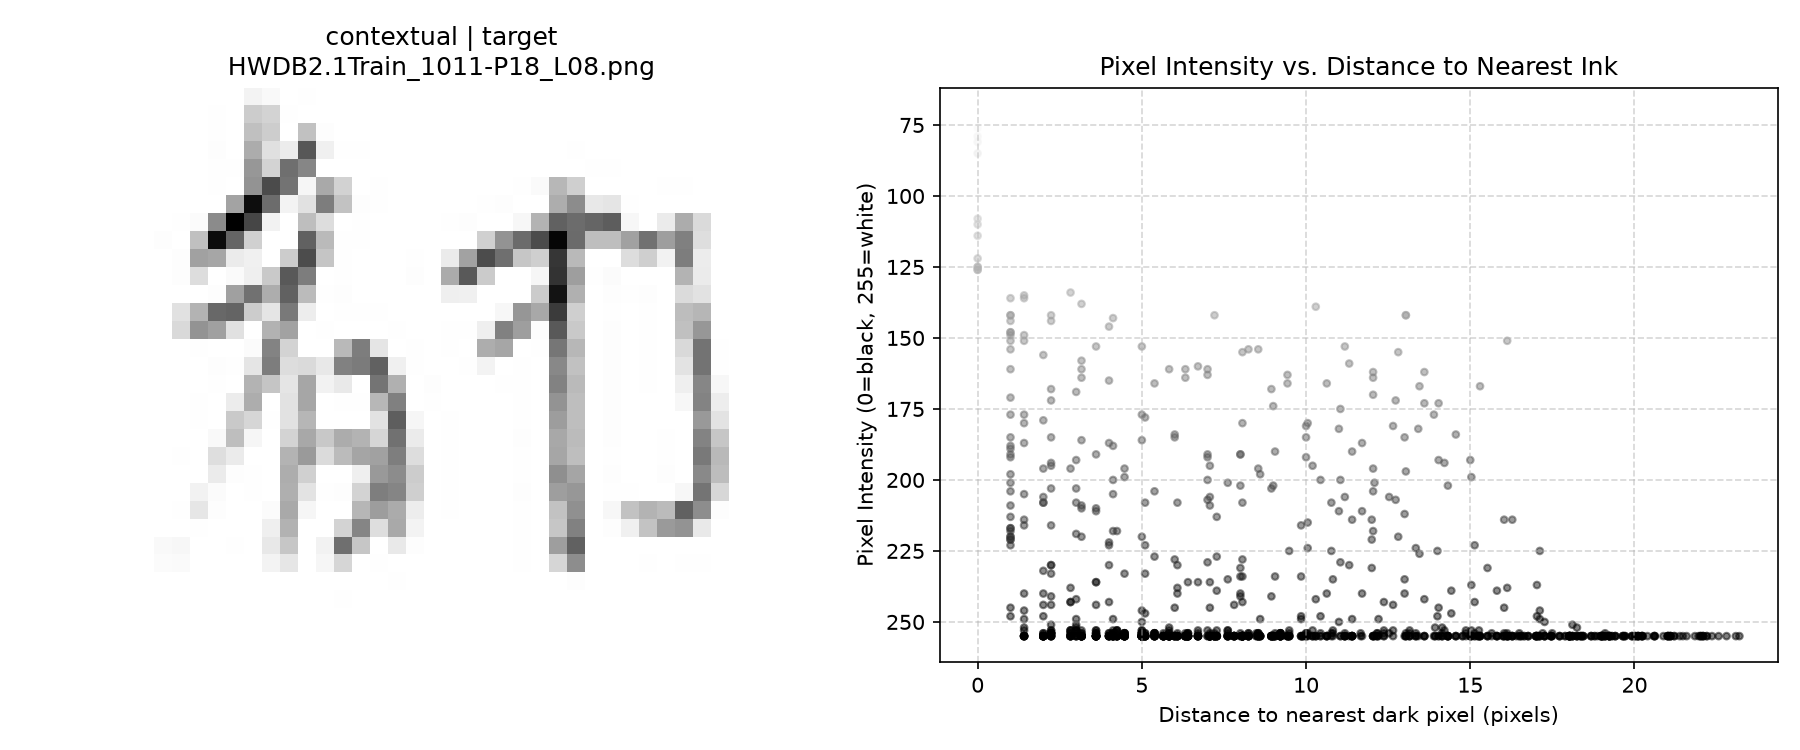 contextual | target
HWDB2.1Train_1011-P18_L08.png
Pixel Intensity vs. Distance to Nearest Ink
Pixel Intensity (0=black, 255=white)
75
100
125
150
175
200
225
250
0
5
10
15
20
Distance to nearest dark pixel (pixels)